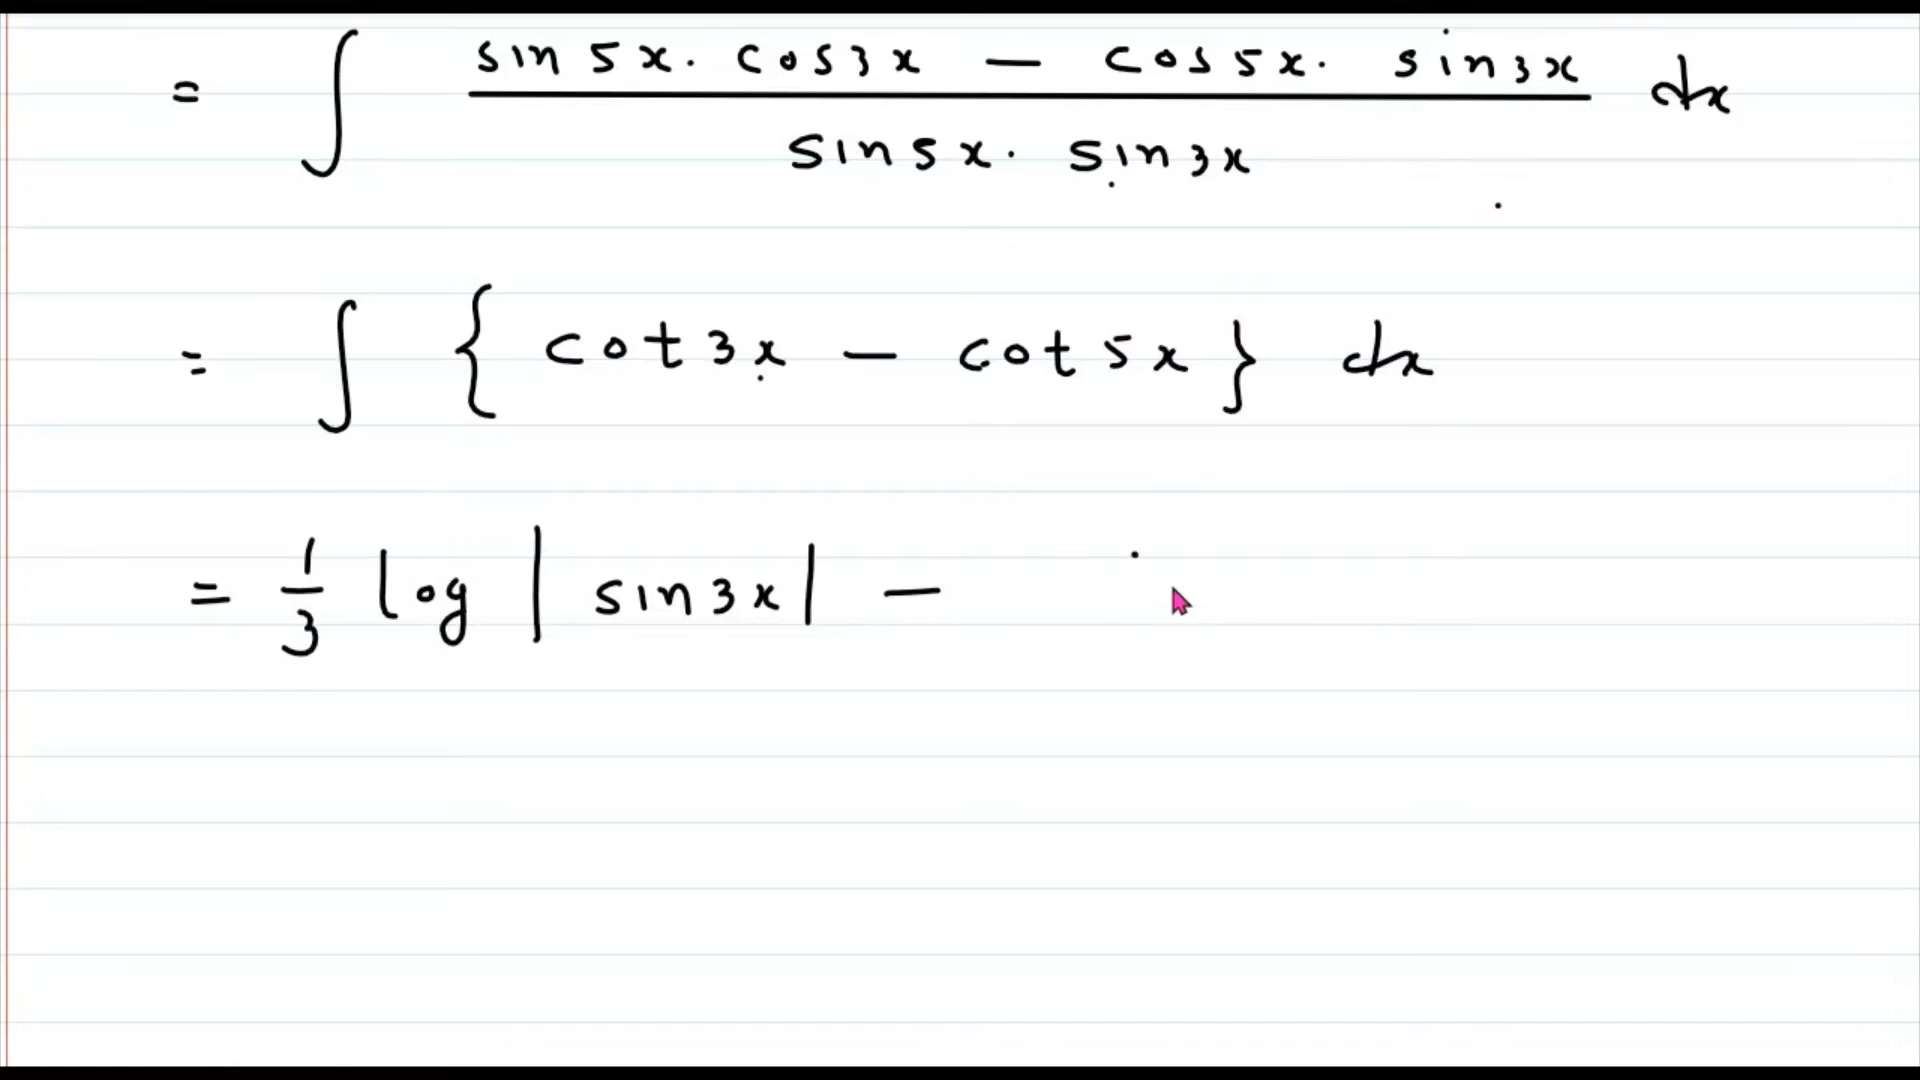 = ∫ (sin 5x · cos 3x − cos 5x · sin 3x) / (sin 5x · sin 3x) dx
= ∫ { cot 3x − cot 5x } dx
= 1/3 log | sin 3x | −